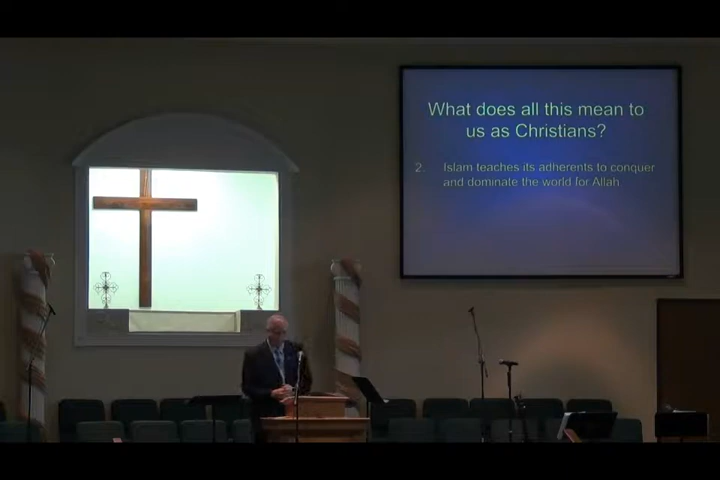 What does all this mean to
us as Christians?
2. Islam teaches its adherents to conquer
and dominate the world for Allah